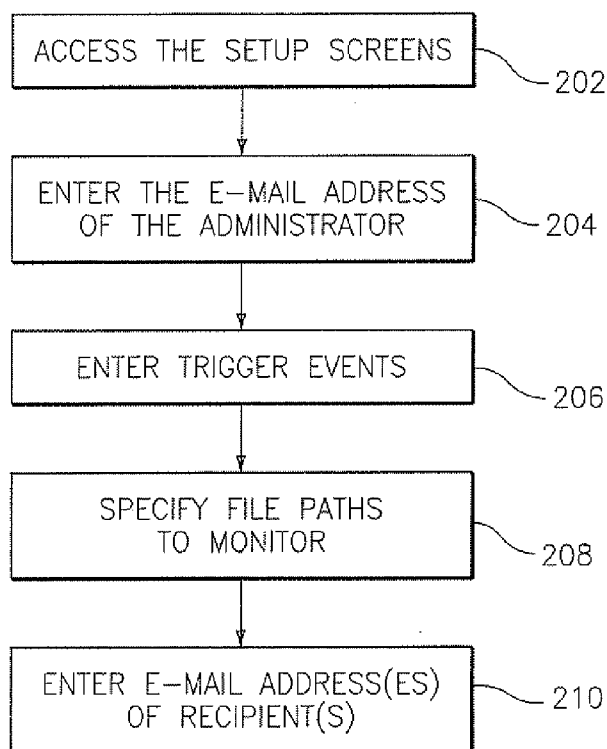 ACCESS THE SETUP SCREENS
202
ENTER THE E-MAIL ADDRESS
OF THE ADMINISTRATOR
204
ENTER TRIGGER EVENTS
206
SPECIFY FILE PATHS
TO MONITOR
208
ENTER E-MAIL ADDRESS(ES)
OF RECIPIENT(S)
210